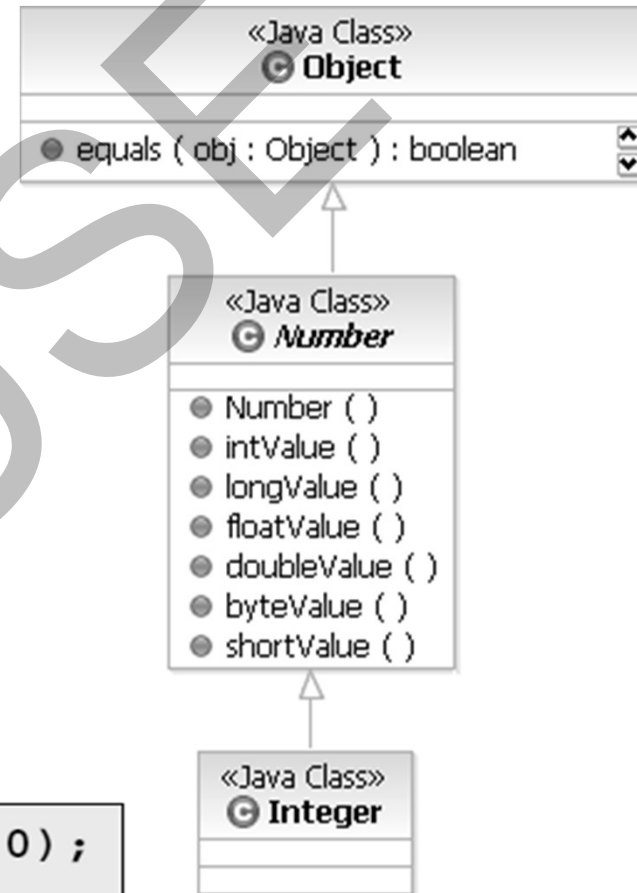 «Java Class»
Object
equals ( obj : Object ) : boolean
«Java Class»
Number
Number ( )
intValue ( )
longValue ( )
floatValue ( )
doubleValue ( )
byteValue ( )
shortValue ( )
«Java Class»
Integer
0);